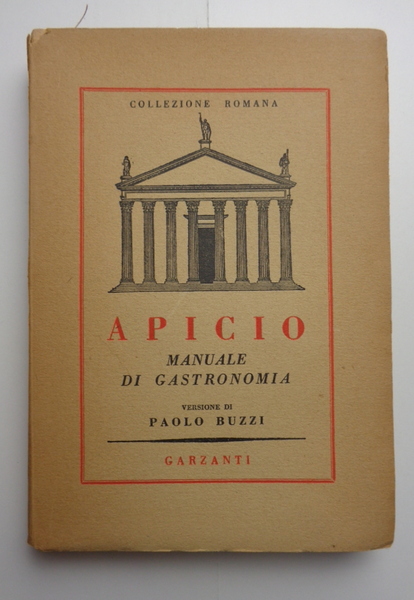 COLLEZIONE ROMANA
APICIO
MANUALE
DI GASTRONOMIA
VERSIONE DI
PAOLO BUZZI
GARZANTI